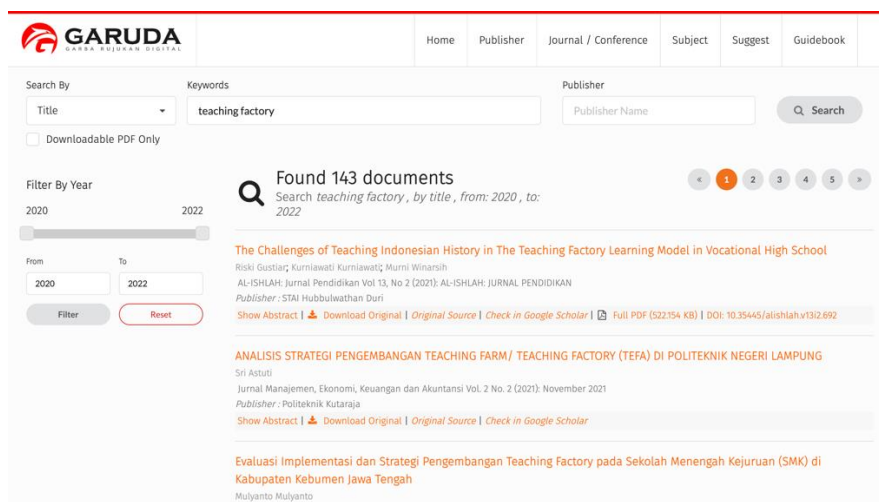 GARUDA
GARBA RUJUKAN DIGITAL
Home Publisher Journal / Conference Subject Suggest Guidebook
Search By Keywords Publisher
Title teaching factory Publisher Name Search
Downloadable PDF Only
Filter By Year
2020 2022
From To
2020 2022
Filter Reset
Found 143 documents
Search teaching factory , by title , from: 2020 , to:
2022
« 1 2 3 4 5 »
The Challenges of Teaching Indonesian History in The Teaching Factory Learning Model in Vocational High School
Riski Gustiar; Kurniawati Kurniawati; Murni Winarsih
AL-ISHLAH: Jurnal Pendidikan Vol 13, No 2 (2021): AL-ISHLAH: JURNAL PENDIDIKAN
Publisher : STAI Hubbulwathan Duri
Show Abstract | Download Original | Original Source | Check in Google Scholar | Full PDF (522.154 KB) | DOI: 10.35445/alishlah.v13i2.692
ANALISIS STRATEGI PENGEMBANGAN TEACHING FARM/ TEACHING FACTORY (TEFA) DI POLITEKNIK NEGERI LAMPUNG
Sri Astuti
Jurnal Manajemen, Ekonomi, Keuangan dan Akuntansi Vol. 2 No. 2 (2021): November 2021
Publisher : Politeknik Kutaraja
Show Abstract | Download Original | Original Source | Check in Google Scholar
Evaluasi Implementasi dan Strategi Pengembangan Teaching Factory pada Sekolah Menengah Kejuruan (SMK) di
Kabupaten Kebumen Jawa Tengah
Mulyanto Mulyanto